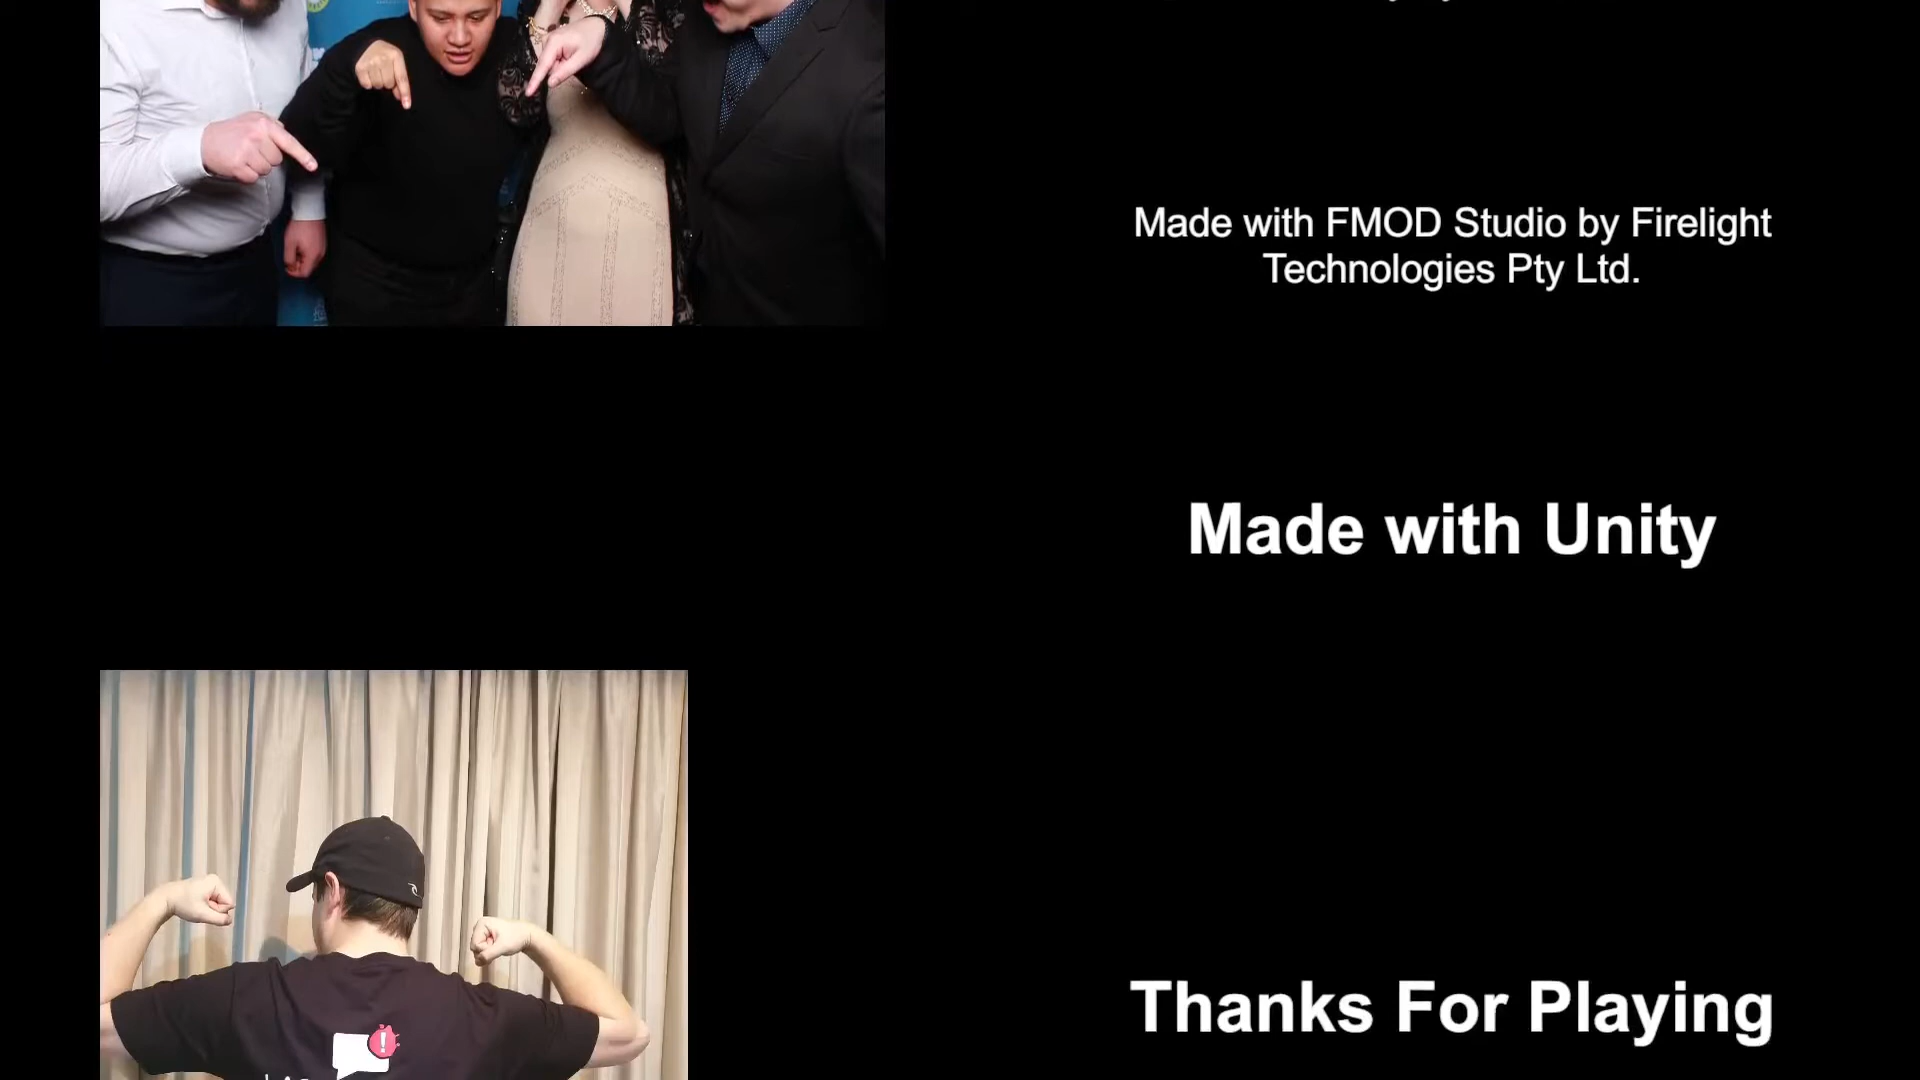 Made with FMOD Studio by Firelight
Technologies Pty Ltd.
Made with Unity
Thanks For Playing